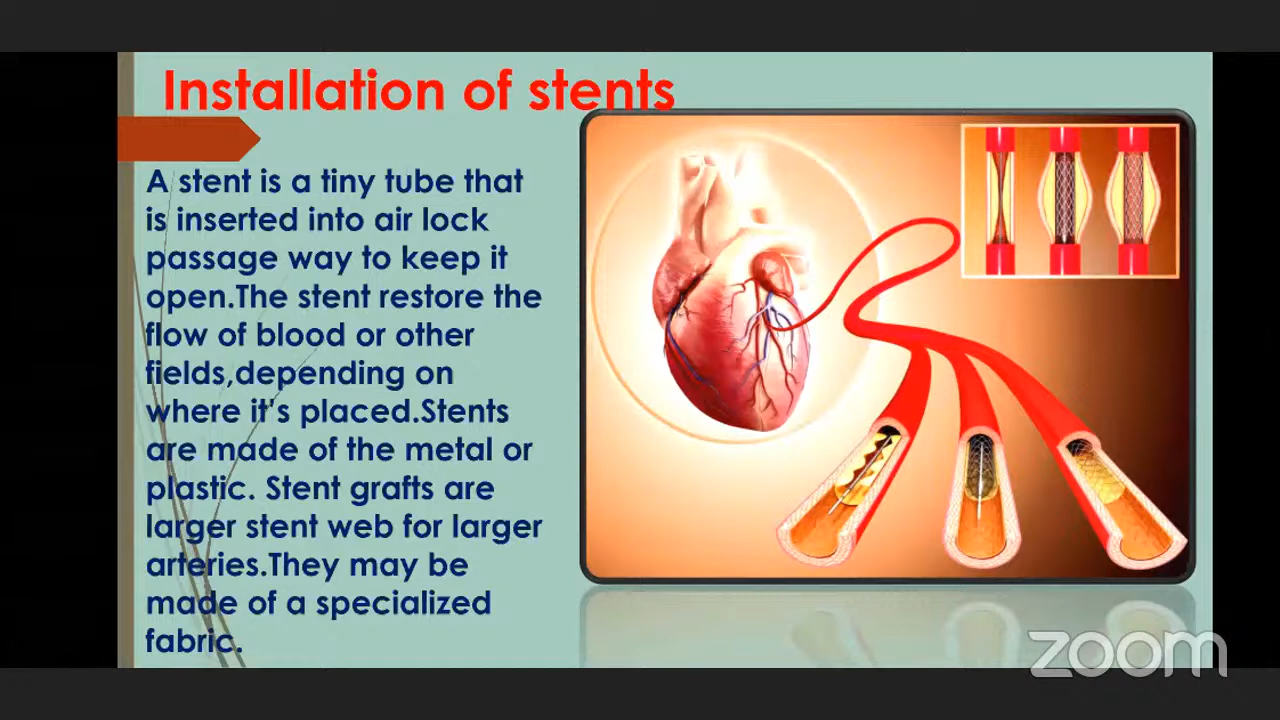 Installation of stents
A stent is a tiny tube that
is inserted into air lock
passage way to keep it
open.The stent restore the
flow of blood or other
fields,depending on
where it's placed.Stents
are made of the metal or
plastic. Stent grafts are
larger stent web for larger
arteries.They may be
made of a specialized
fabric.
zoom